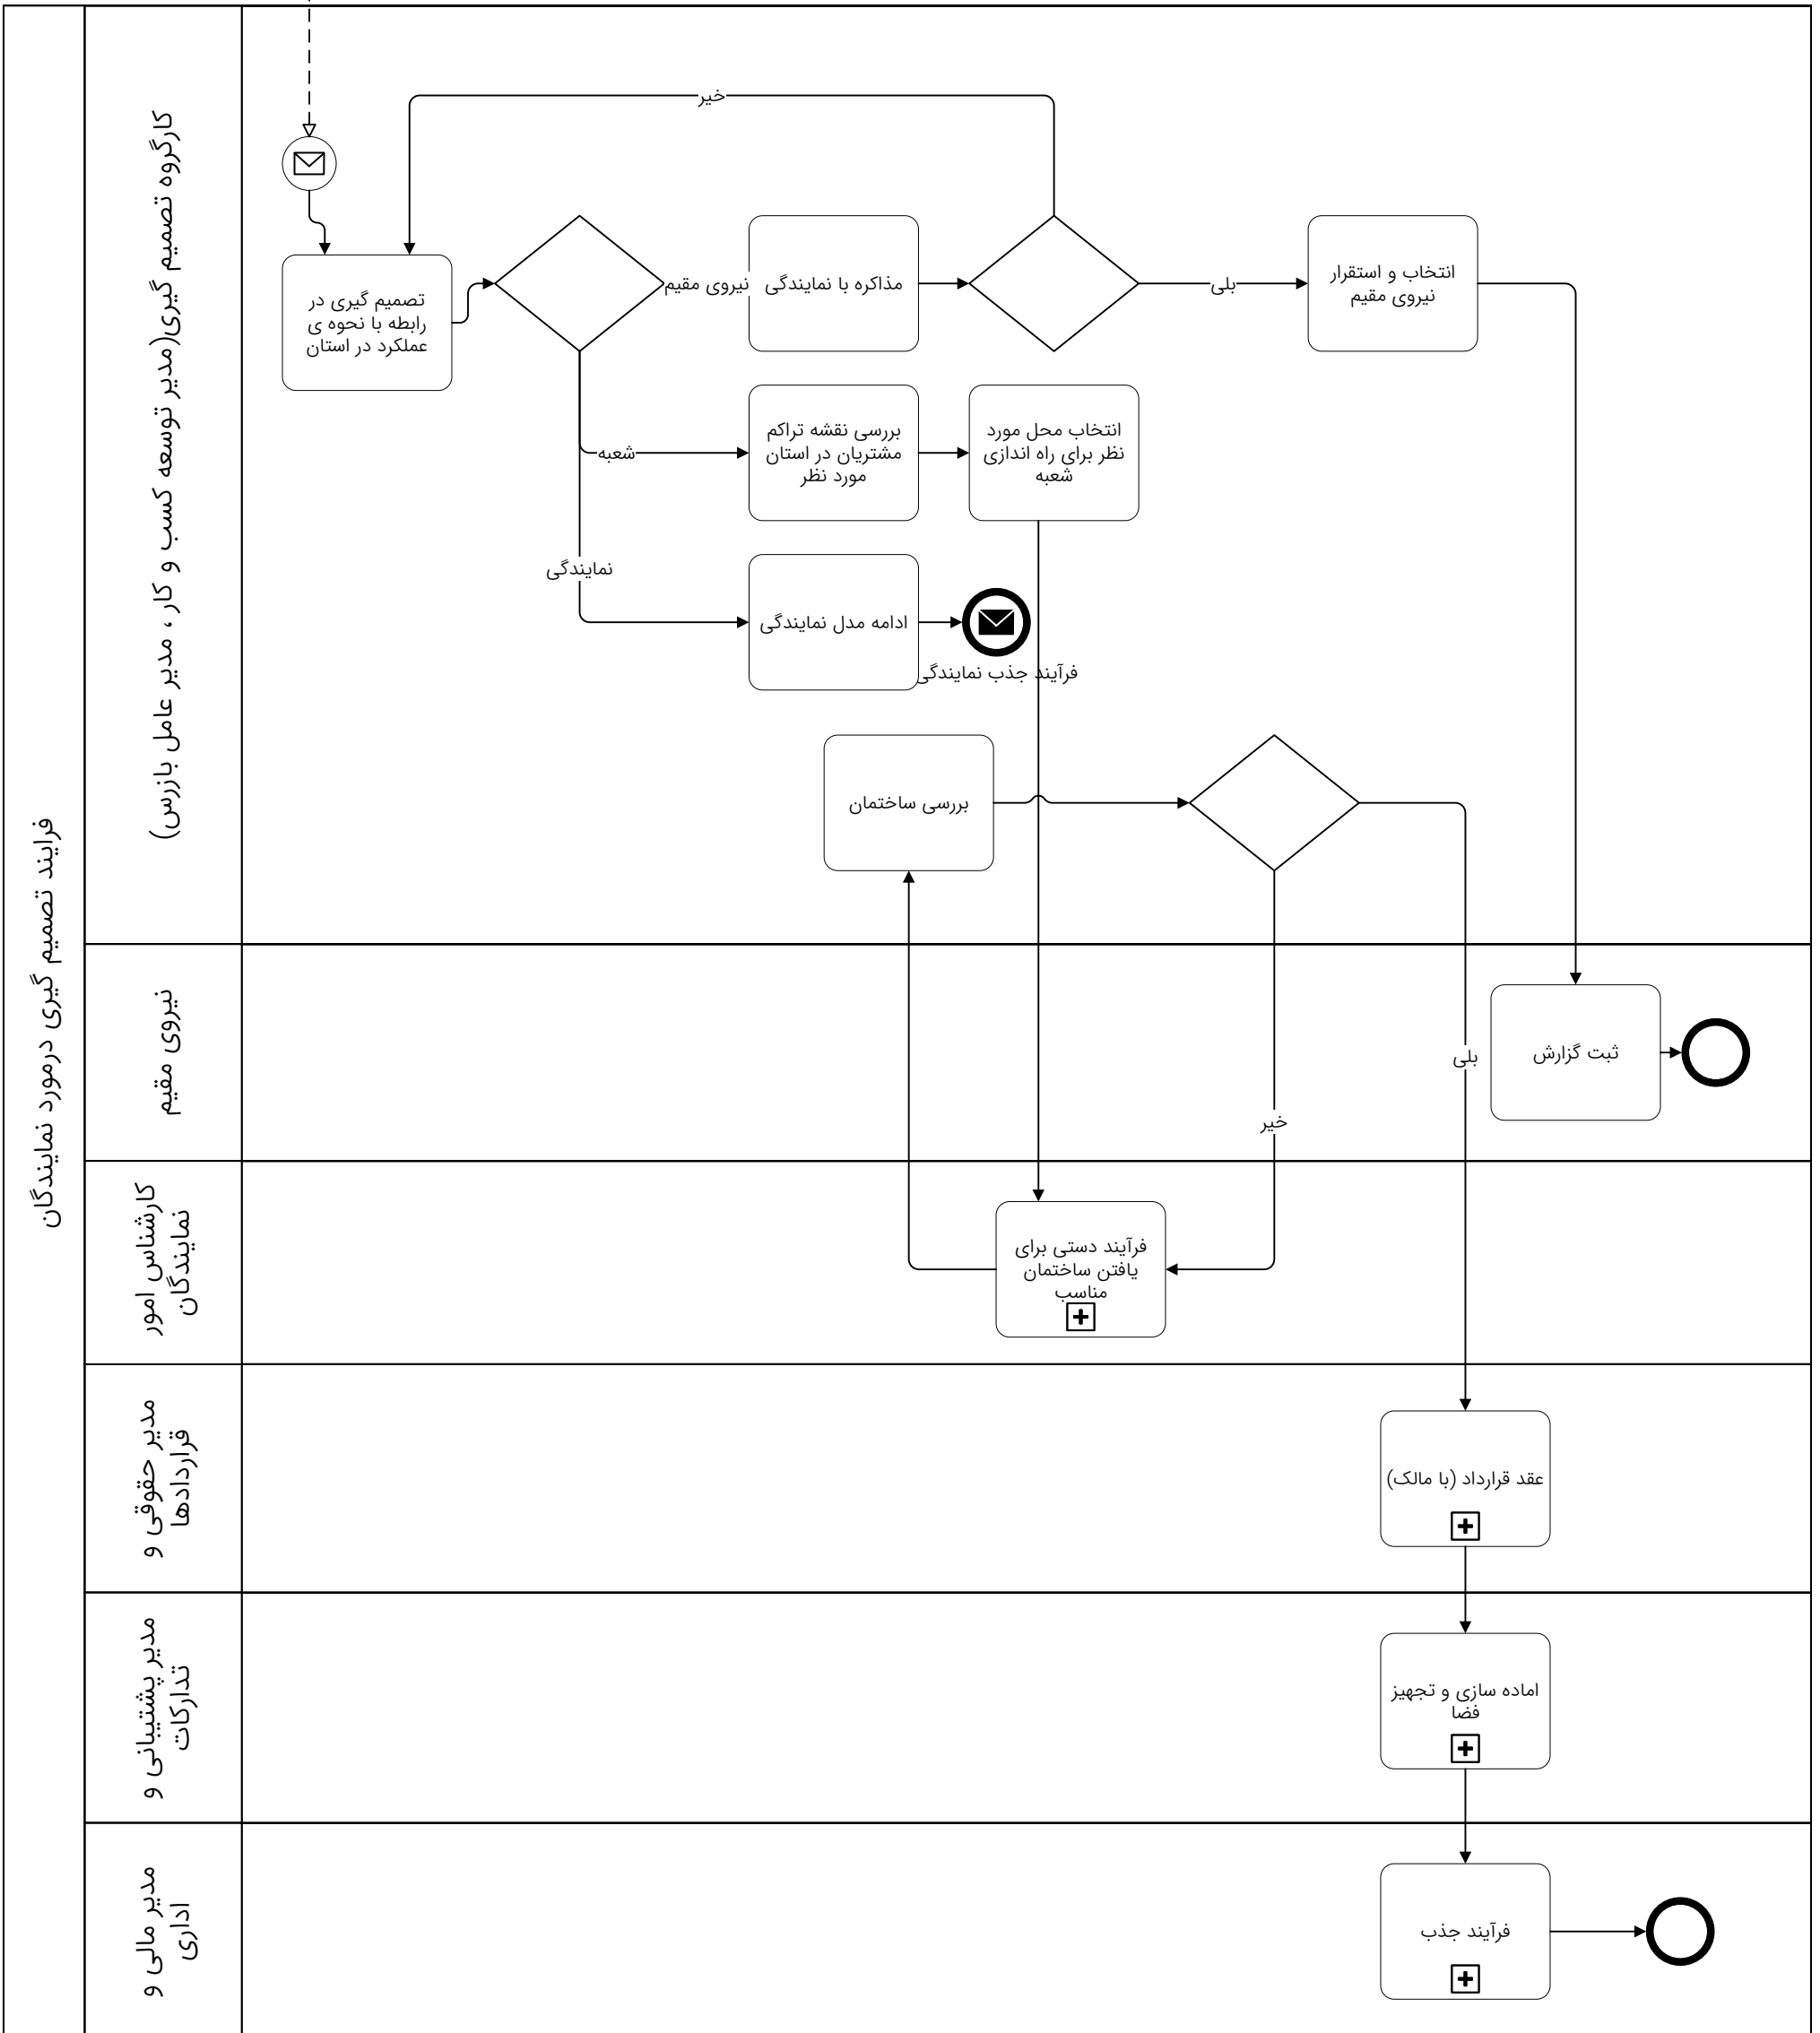 فرایند تصمیم گیری درمورد نمایندگان
کارگروه تصمیم گیری(مدیر توسعه کسب و کار ، مدیر عامل بازرس)
خیر
تصمیم گیری در
رابطه با نحوه ی
عملکرد در استان
نیروی مقیم
مذاکره با نمایندگی
بلی
انتخاب و استقرار
نیروی مقیم
شعبه
بررسی نقشه تراکم
مشتریان در استان
مورد نظر
انتخاب محل مورد
نظر برای راه اندازی
شعبه
نمایندگی
ادامه مدل نمایندگی
فرآیند جذب نمایندگی
بررسی ساختمان
نیروی مقیم
ثبت گزارش
بلی
خیر
کارشناس امور
نمایندگان
فرآیند دستی برای
یافتن ساختمان
مناسب
مدیر حقوقی و
قراردادها
عقد قرارداد (با مالک)
مدیر پشتیبانی و
تدارکات
اماده سازی و تجهیز
فضا
مدیر مالی و
اداری
فرآیند جذب